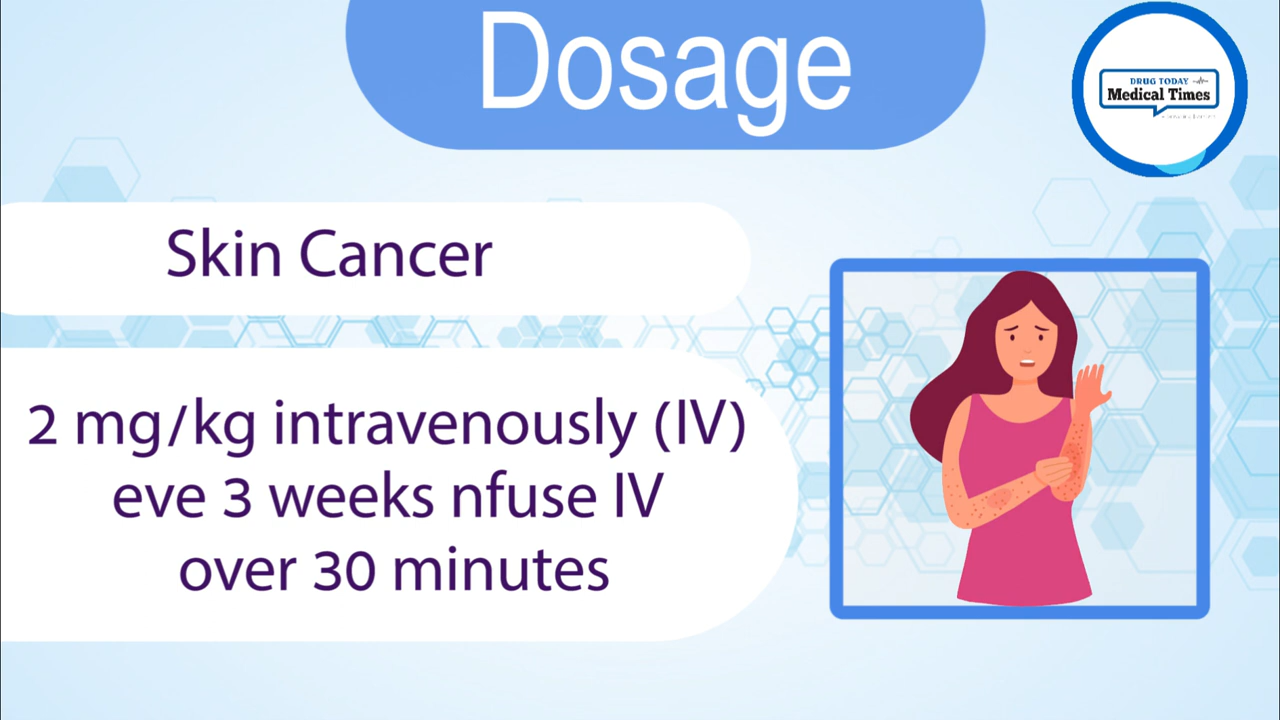 Dosage
DRUG TODAY
Medical Times
Skin Cancer
2 mg/kg intravenously (IV)
eve 3 weeks nfuse IV
over 30 minutes